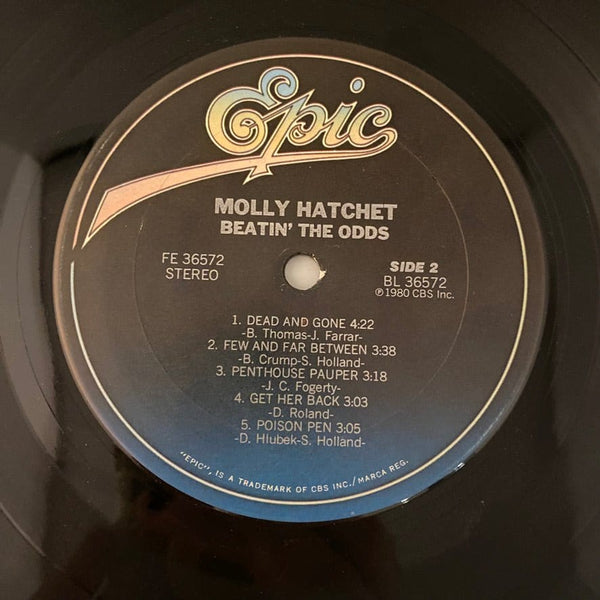 Epic
MOLLY HATCHET
BEATIN' THE ODDS
FE 36572
STEREO
SIDE 2
BL 36572
℗1980 CBS Inc.
1. DEAD AND GONE 4:22
-B. Thomas-J. Farrar-
2. FEW AND FAR BETWEEN 3:38
-B. Crump-S. Holland-
3. PENTHOUSE PAUPER 3:18
-J. C. Fogerty-
4. GET HER BACK 3:03
-D. Roland-
5. POISON PEN 3:05
-D. Hlubek-S. Holland-
"EPIC", IS A TRADEMARK OF CBS INC./MARCA REG.